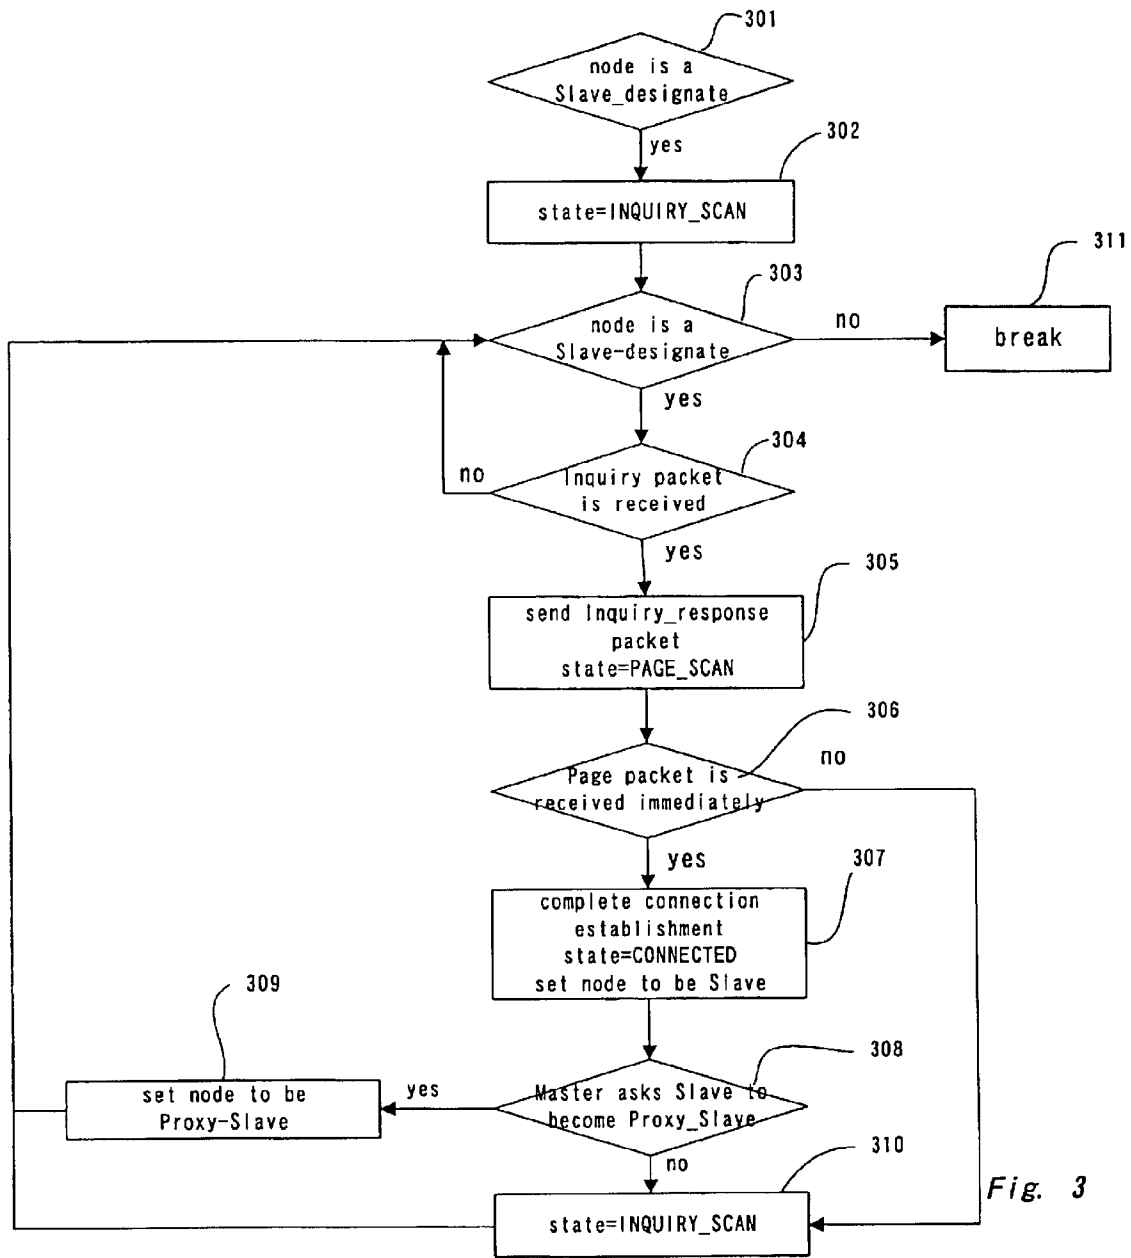 301
node is a
Slave_designate
yes
302
state=INQUIRY_SCAN
303
311
node is a
Slave-designate
no
break
yes
304
no
Inquiry packet
is received
yes
305
send Inquiry_response
packet
state=PAGE_SCAN
306
no
Page packet is
received immediately
yes
307
complete connection
establishment
state=CONNECTED
set node to be Slave
309
308
set node to be
Proxy-Slave
yes
Master asks Slave to
become Proxy_Slave
310
no
state=INQUIRY_SCAN
Fig. 3